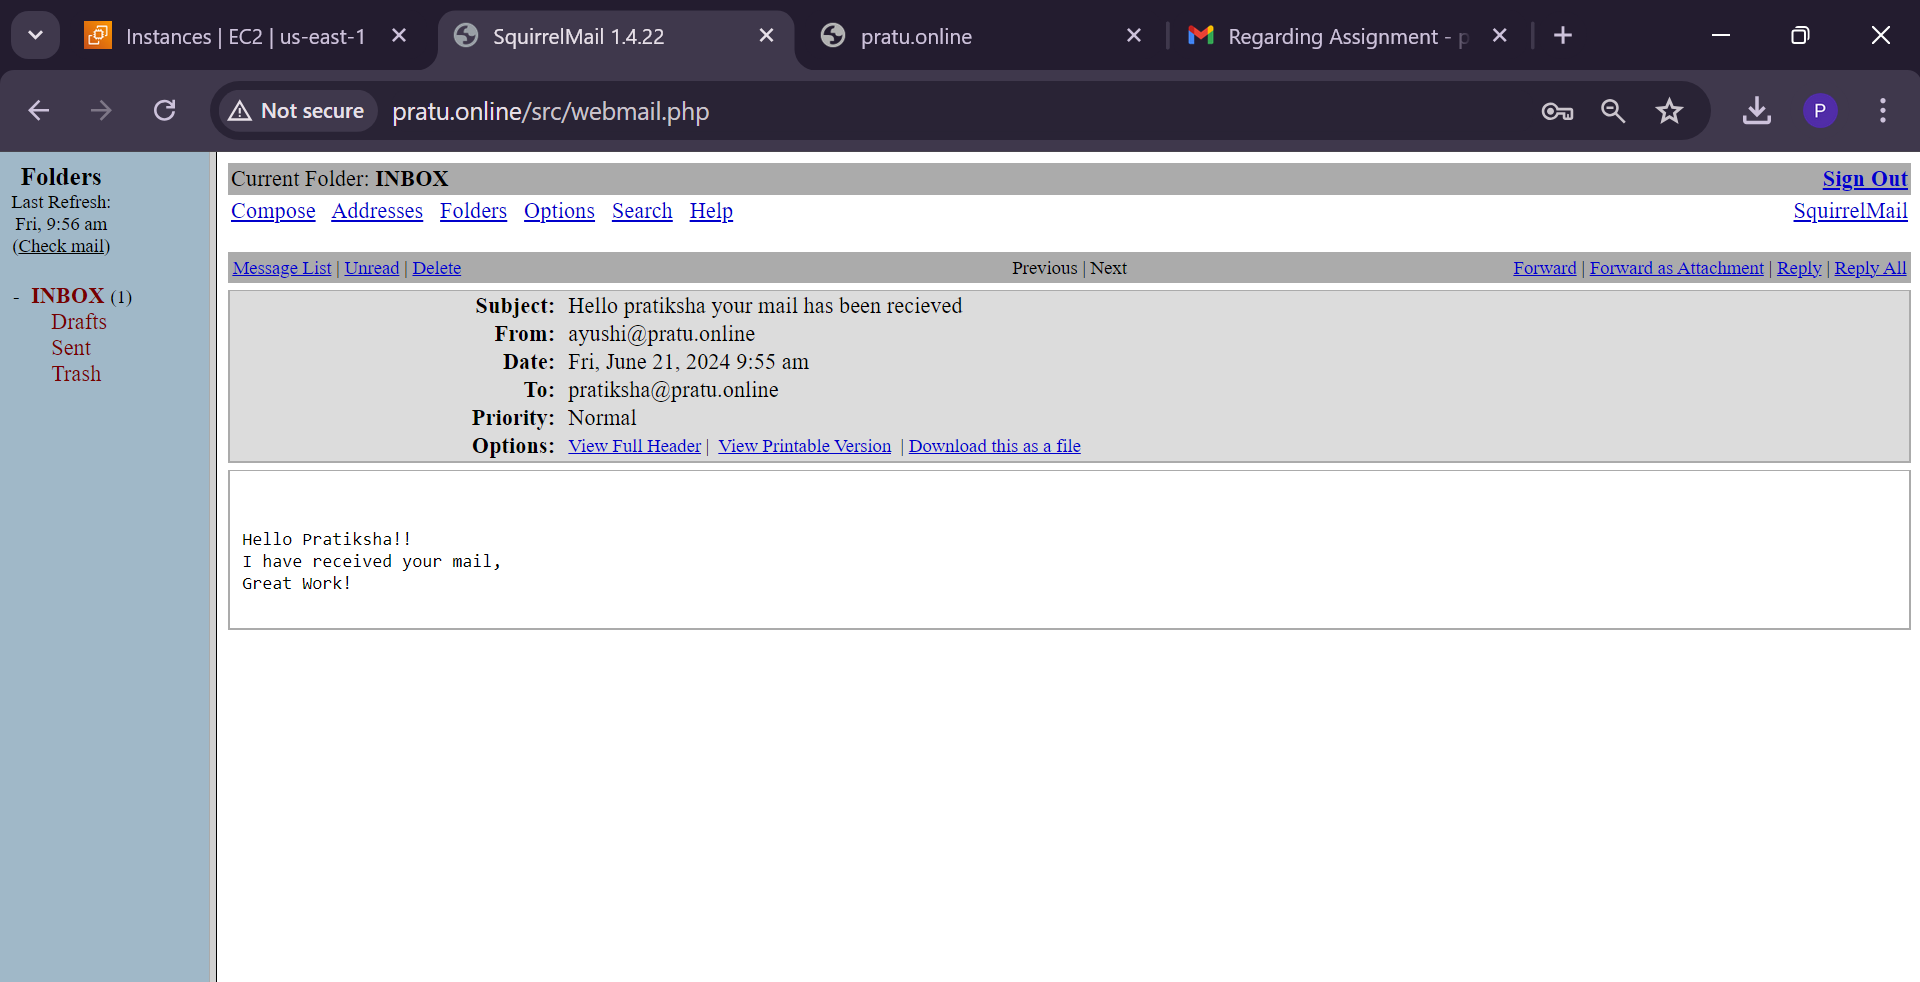 Instances | EC2 | us-east-1
SquirrelMail 1.4.22
pratu.online
Regarding Assignment - p
Not secure
pratu.online/src/webmail.php
P
Folders
Last Refresh:
Fri, 9:56 am
(Check mail)
- INBOX (1)
Drafts
Sent
Trash
Current Folder: INBOX
Sign Out
Compose Addresses Folders Options Search Help
SquirrelMail
Message List | Unread | Delete
Previous | Next
Forward | Forward as Attachment | Reply | Reply All
Subject: Hello pratiksha your mail has been recieved
From: ayushi@pratu.online
Date: Fri, June 21, 2024 9:55 am
To: pratiksha@pratu.online
Priority: Normal
Options: View Full Header | View Printable Version | Download this as a file
Hello Pratiksha!!
I have received your mail,
Great Work!